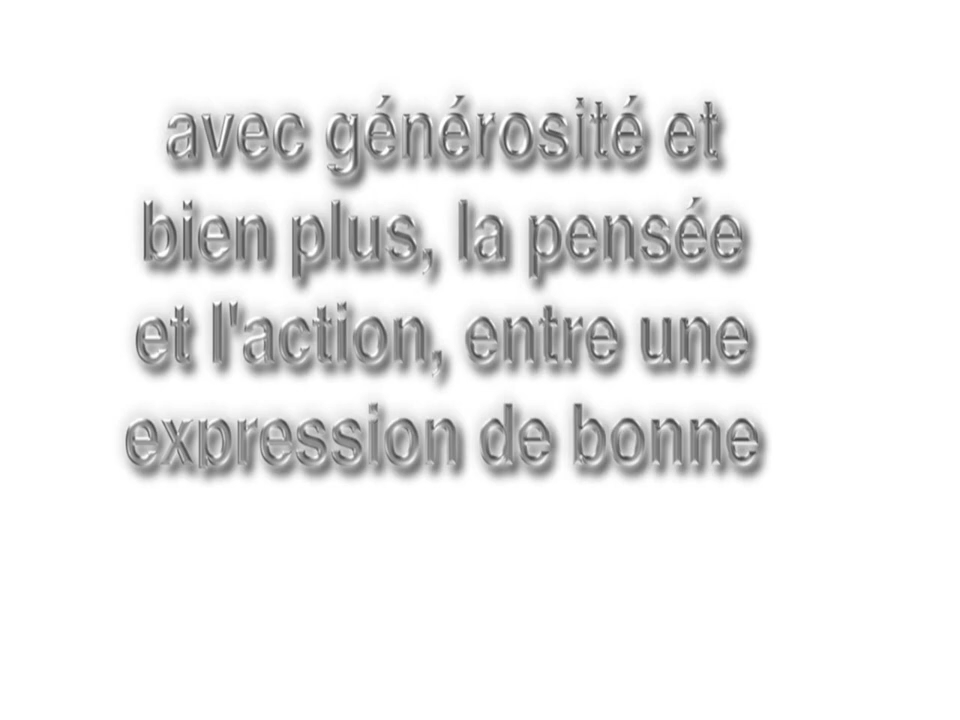 avec générosité et
bien plus, la pensée
et l'action, entre une
expression de bonne